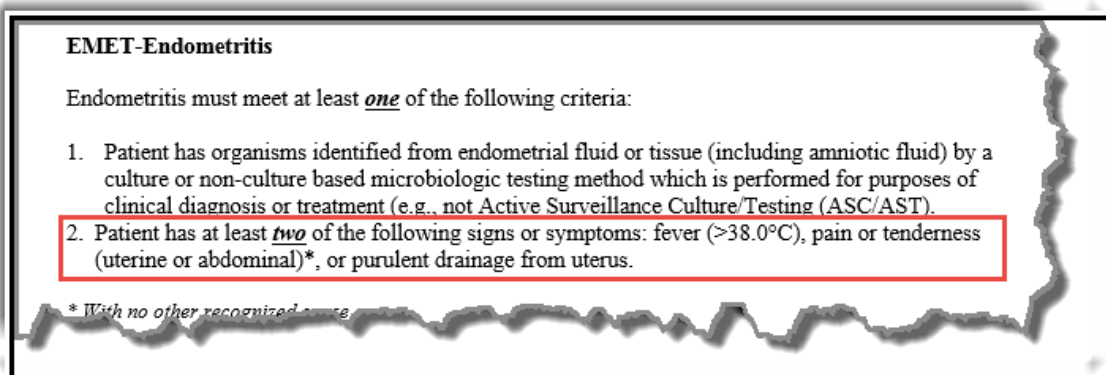 EMET-Endometritis
Endometritis must meet at least one of the following criteria:
1. Patient has organisms identified from endometrial fluid or tissue (including amniotic fluid) by a
culture or non-culture based microbiologic testing method which is performed for purposes of
clinical diagnosis or treatment (e.g., not Active Surveillance Culture/Testing (ASC/AST).
2. Patient has at least two of the following signs or symptoms: fever (>38.0°C), pain or tenderness
(uterine or abdominal)*, or purulent drainage from uterus.
* With no other recognized